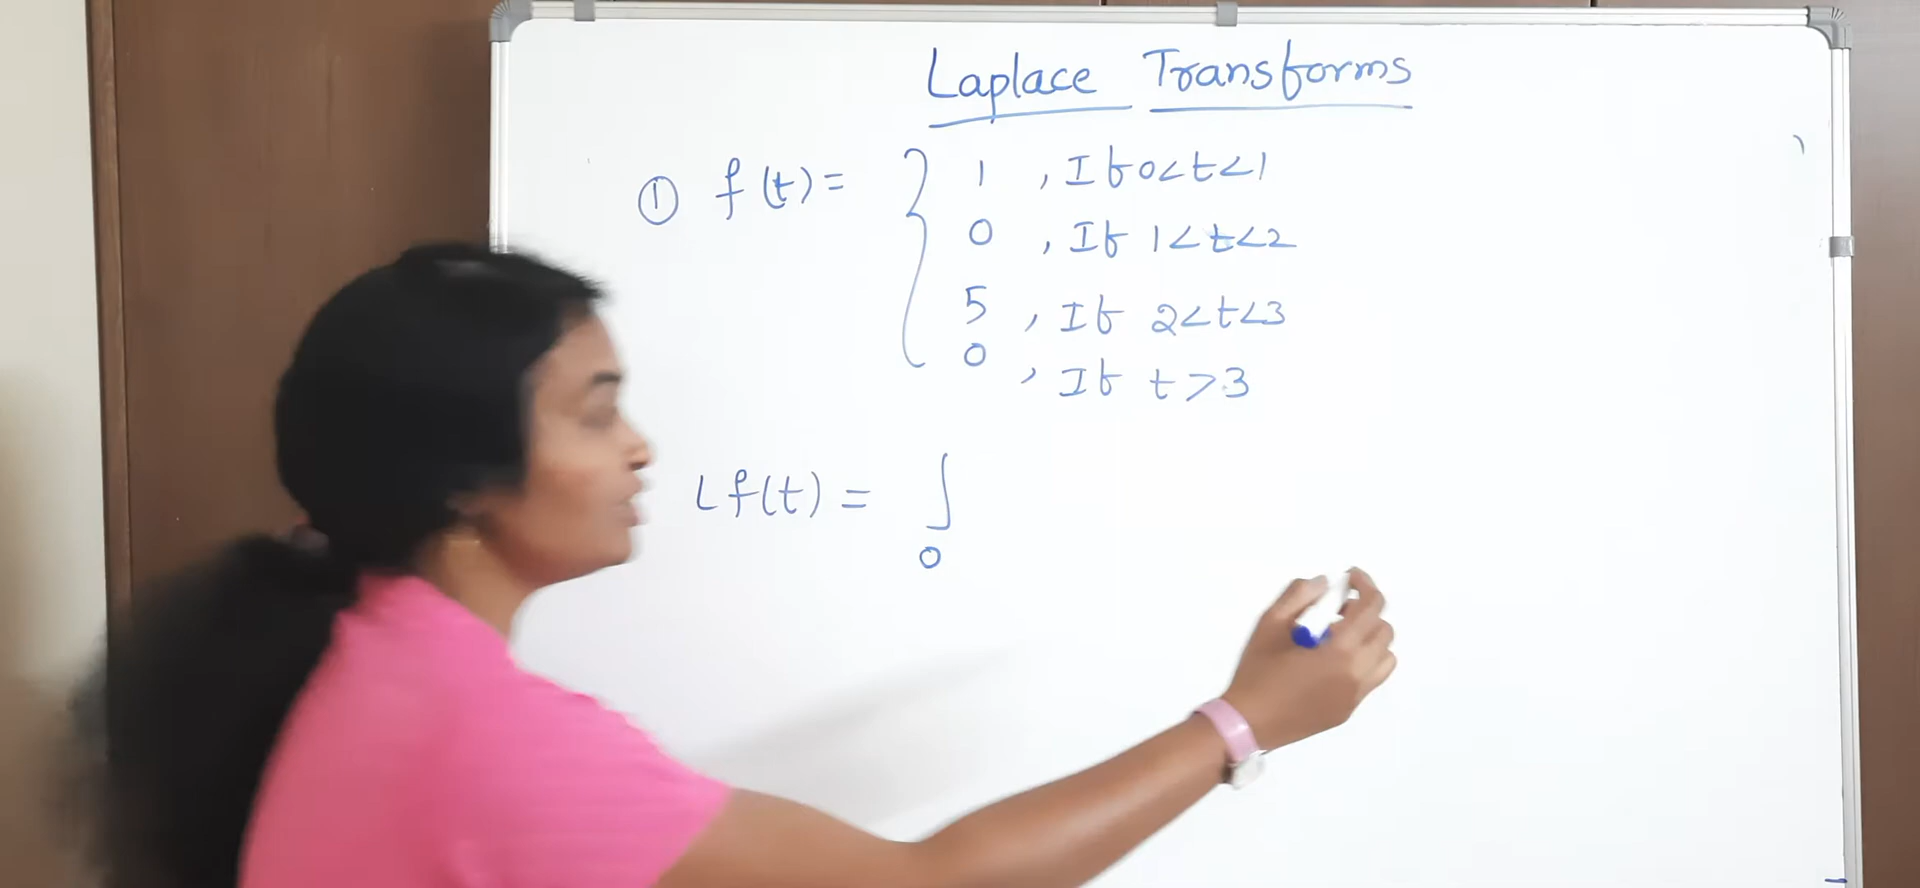 Laplace Transforms
① f(t) = { 1 , If 0<t<1
0 , If 1<t<2
5 , If 2<t<3
0 , If t>3
L f(t) = ∫ 0